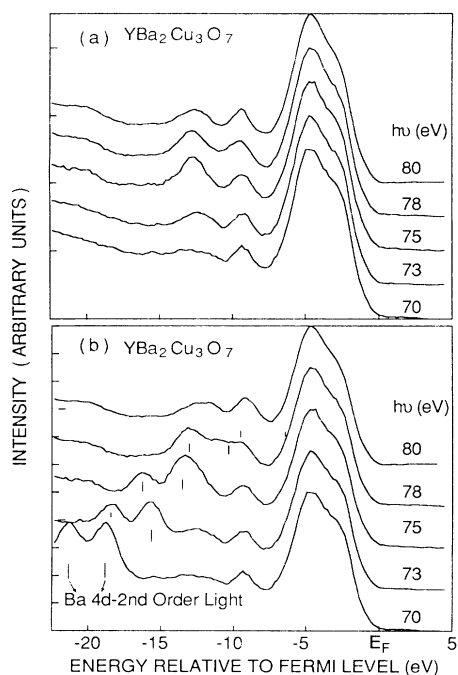 (a) YBa₂Cu₃O₇
hυ (eV)
80
78
75
73
70
(b) YBa₂Cu₃O₇
hυ (eV)
80
78
75
73
70
Ba 4d-2nd Order Light
-20 -15 -10 -5 E_F 5
ENERGY RELATIVE TO FERMI LEVEL (eV)
INTENSITY (ARBITRARY UNITS)